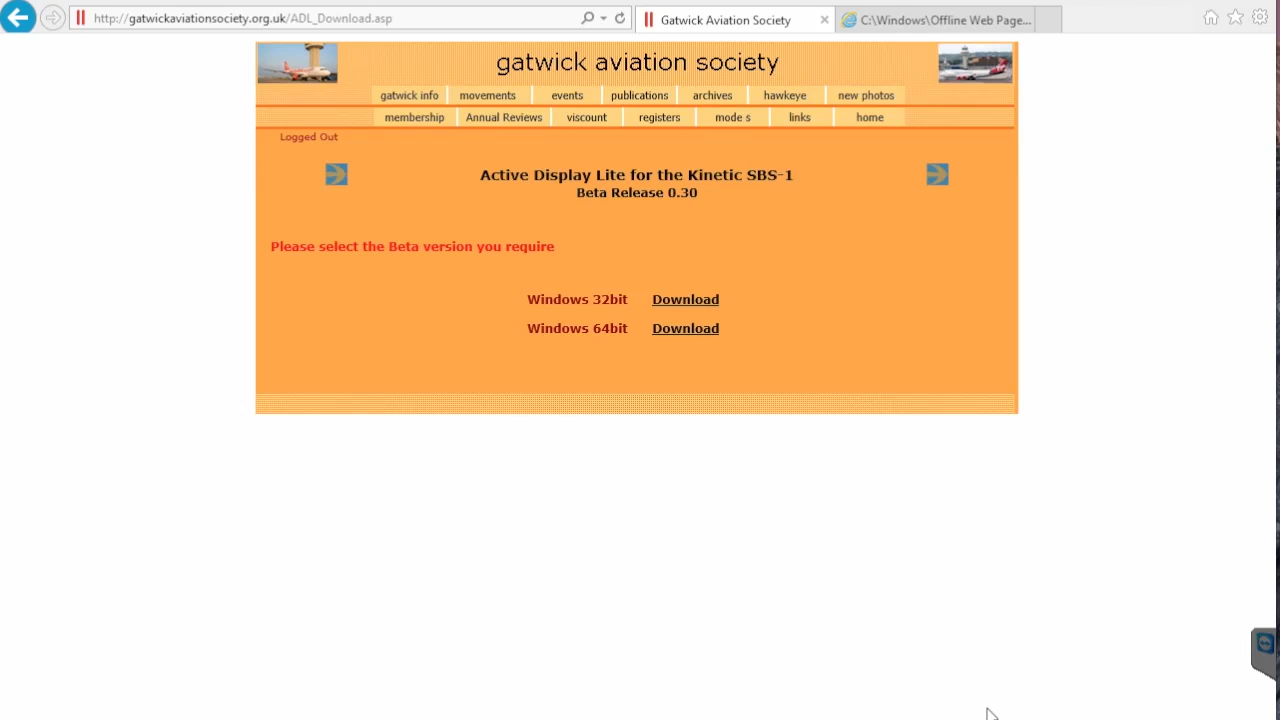 http://gatwickaviationsociety.org.uk/ADL_Download.asp Gatwick Aviation Society C:\Windows\Offline Web Page...
gatwick aviation society
gatwick info movements events publications archives hawkeye new photos
membership Annual Reviews viscount registers mode s links home
Logged Out
Active Display Lite for the Kinetic SBS-1
Beta Release 0.30
Please select the Beta version you require
Windows 32bit Download
Windows 64bit Download